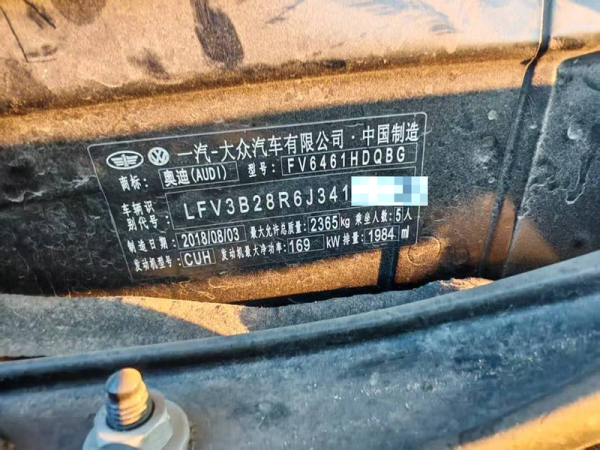 一汽-大众汽车有限公司·中国制造
商标: 奥迪(AUDI) 型号: FV6461HDQBG
车辆识别代号: LFV3B28R6J341
制造日期: 2018/08/03 最大允许总质量: 2365kg 乘坐人数: 5人
发动机型号: CUH 发动机最大净功率: 169 kW 排量: 1984 ml